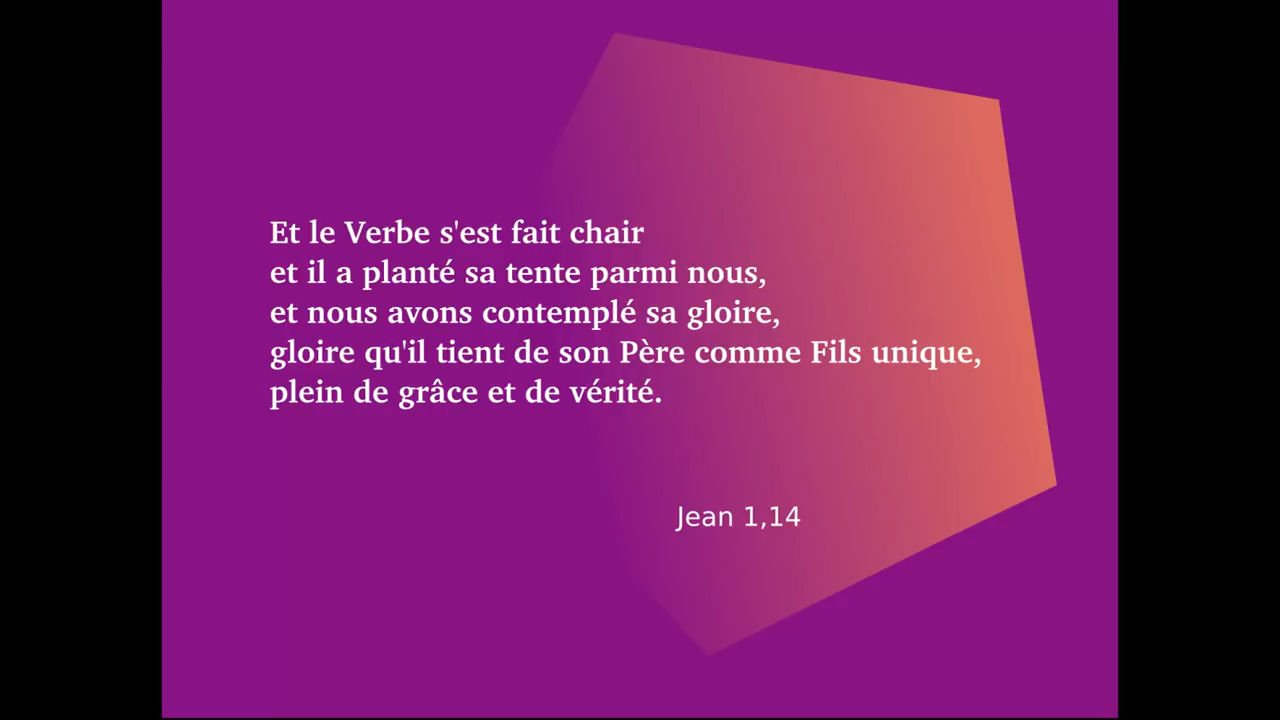 Et le Verbe s'est fait chair
et il a planté sa tente parmi nous,
et nous avons contemplé sa gloire,
gloire qu'il tient de son Père comme Fils unique,
plein de grâce et de vérité.
Jean 1,14